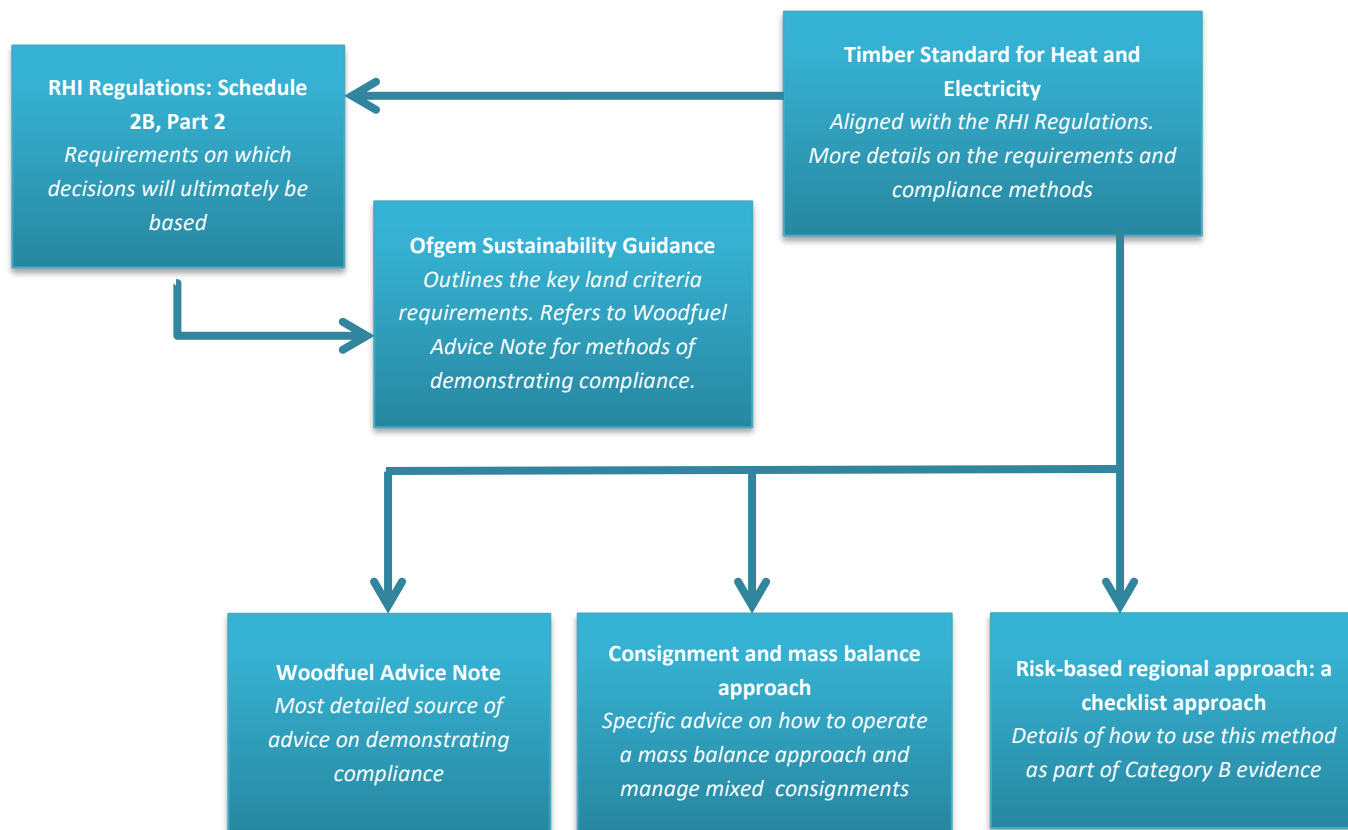 RHI Regulations: Schedule
2B, Part 2
Requirements on which
decisions will ultimately be
based
Timber Standard for Heat and
Electricity
Aligned with the RHI Regulations.
More details on the requirements and
compliance methods
Ofgem Sustainability Guidance
Outlines the key land criteria
requirements. Refers to Woodfuel
Advice Note for methods of
demonstrating compliance.
Woodfuel Advice Note
Most detailed source of
advice on demonstrating
compliance
Consignment and mass balance
approach
Specific advice on how to operate
a mass balance approach and
manage mixed consignments
Risk-based regional approach: a
checklist approach
Details of how to use this method
as part of Category B evidence